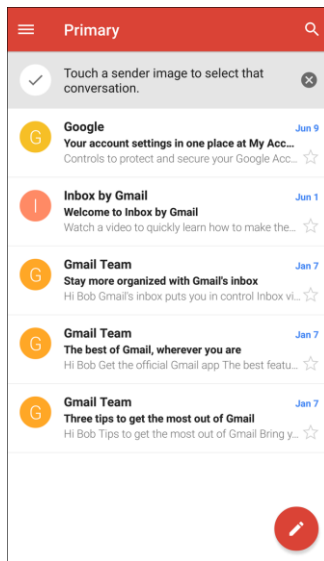 Primary
Touch a sender image to select that
conversation.
G
Google
Jun 9
Your account settings in one place at My Acc...
Controls to protect and secure your Google Acc...
I
Inbox by Gmail
Jun 1
Welcome to Inbox by Gmail
Watch a video to quickly learn how to make the...
G
Gmail Team
Jan 7
Stay more organized with Gmail's inbox
Hi Bob Gmail's inbox puts you in control Inbox vi...
G
Gmail Team
Jan 7
The best of Gmail, wherever you are
Hi Bob Get the official Gmail app The best featu...
G
Gmail Team
Jan 7
Three tips to get the most out of Gmail
Hi Bob Tips to get the most out of Gmail Bring y...